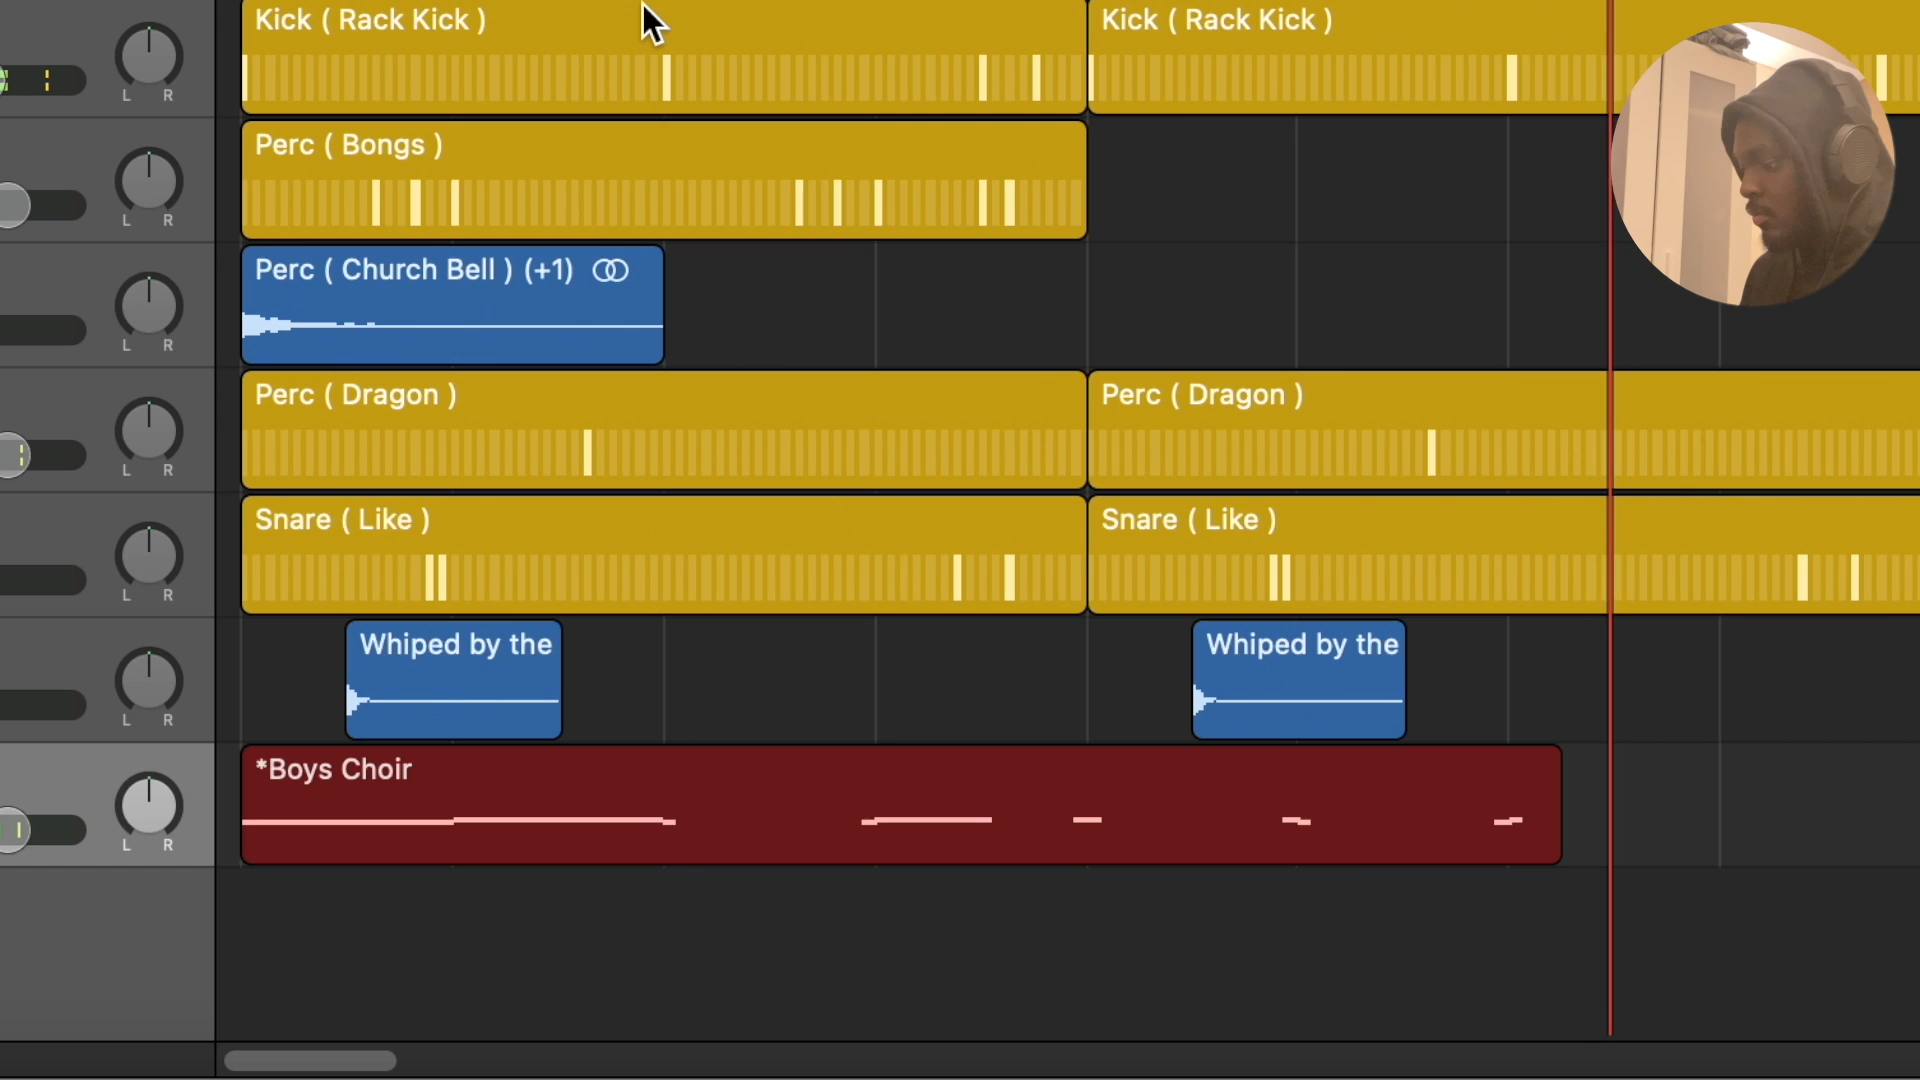 Kick ( Rack Kick )
Kick ( Rack Kick )
L R
Perc ( Bongs )
L R
Perc ( Church Bell ) (+1)
L R
Perc ( Dragon )
Perc ( Dragon )
L R
Snare ( Like )
Snare ( Like )
L R
Whiped by the
Whiped by the
L R
*Boys Choir
L R